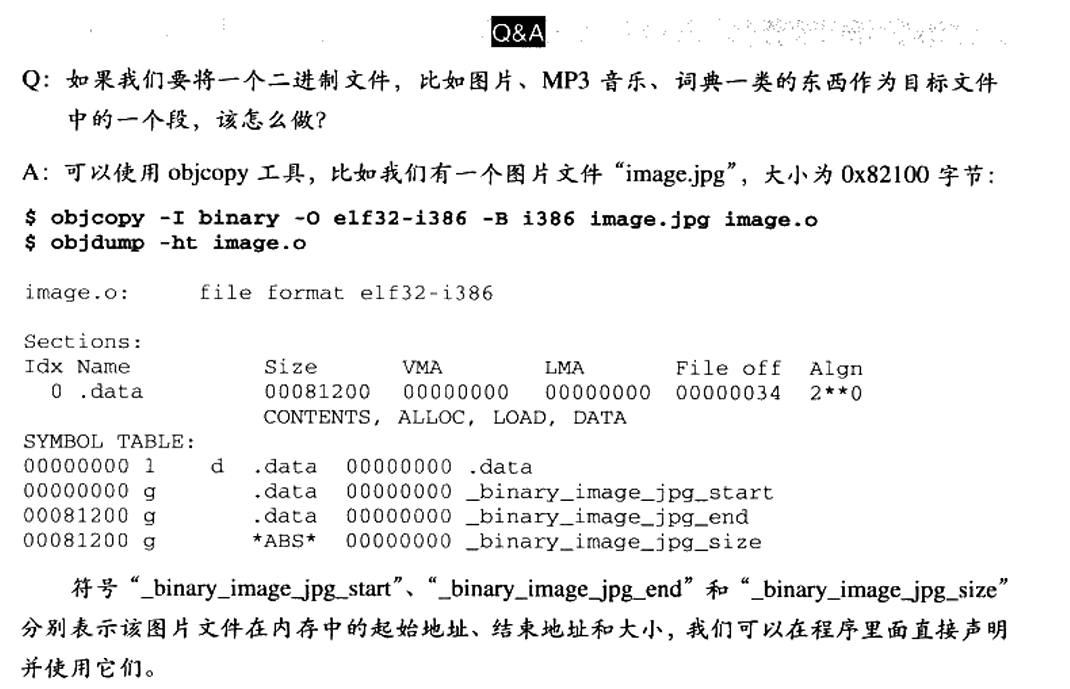 Q&A
Q: 如果我们要将一个二进制文件，比如图片、MP3 音乐、词典一类的东西作为目标文件
中的一个段，该怎么做？
A: 可以使用 objcopy 工具，比如我们有一个图片文件“image.jpg”，大小为 0x82100 字节：
$ objcopy -I binary -O elf32-i386 -B i386 image.jpg image.o
$ objdump -ht image.o
image.o:      file format elf32-i386
Sections:
Idx Name          Size      VMA       LMA       File off  Algn
  0 .data         00081200  00000000  00000000  00000034  2**0
                  CONTENTS, ALLOC, LOAD, DATA
SYMBOL TABLE:
00000000 l    d  .data  00000000 .data
00000000 g       .data  00000000 _binary_image_jpg_start
00081200 g       .data  00000000 _binary_image_jpg_end
00081200 g       *ABS*  00000000 _binary_image_jpg_size
符号“_binary_image_jpg_start”、“_binary_image_jpg_end”和“_binary_image_jpg_size”
分别表示该图片文件在内存中的起始地址、结束地址和大小，我们可以在程序里面直接声明
并使用它们。